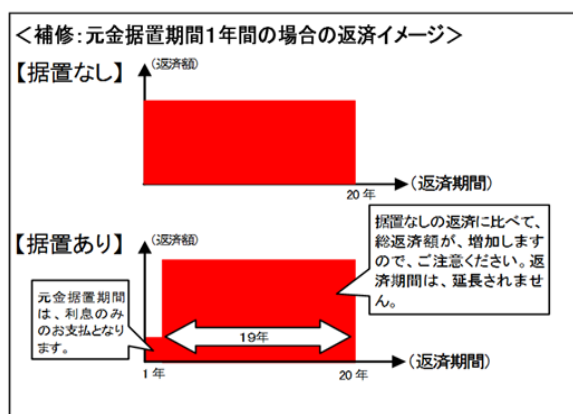 ＜補修：元金据置期間１年間の場合の返済イメージ＞
【据置なし】
(返済額)
20 年
(返済期間)
【据置あり】
(返済額)
据置なしの返済に比べて、
総返済額が、増加します
ので、ご注意ください。返
済期間は、延長されませ
ん。
元金据置期間
は、利息のみ
のお支払となり
ます。
19年
1 年
20 年
(返済期間)